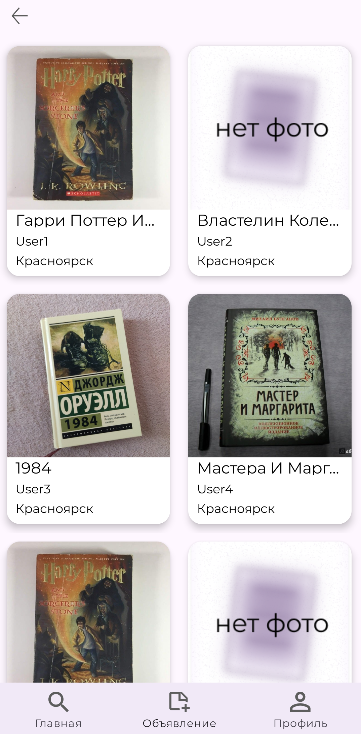 Harry Potter
J.K. ROWLING
нет фото
Гарри Поттер И...
User1
Красноярск
Властелин Коле...
User2
Красноярск
ДЖОРДЖ
ОРУЭЛЛ
1984
МАСТЕР
И МАРГАРИТА
1984
User3
Красноярск
Мастера И Марг...
User4
Красноярск
Harry Potter
нет фото
Главная
Объявление
Профиль